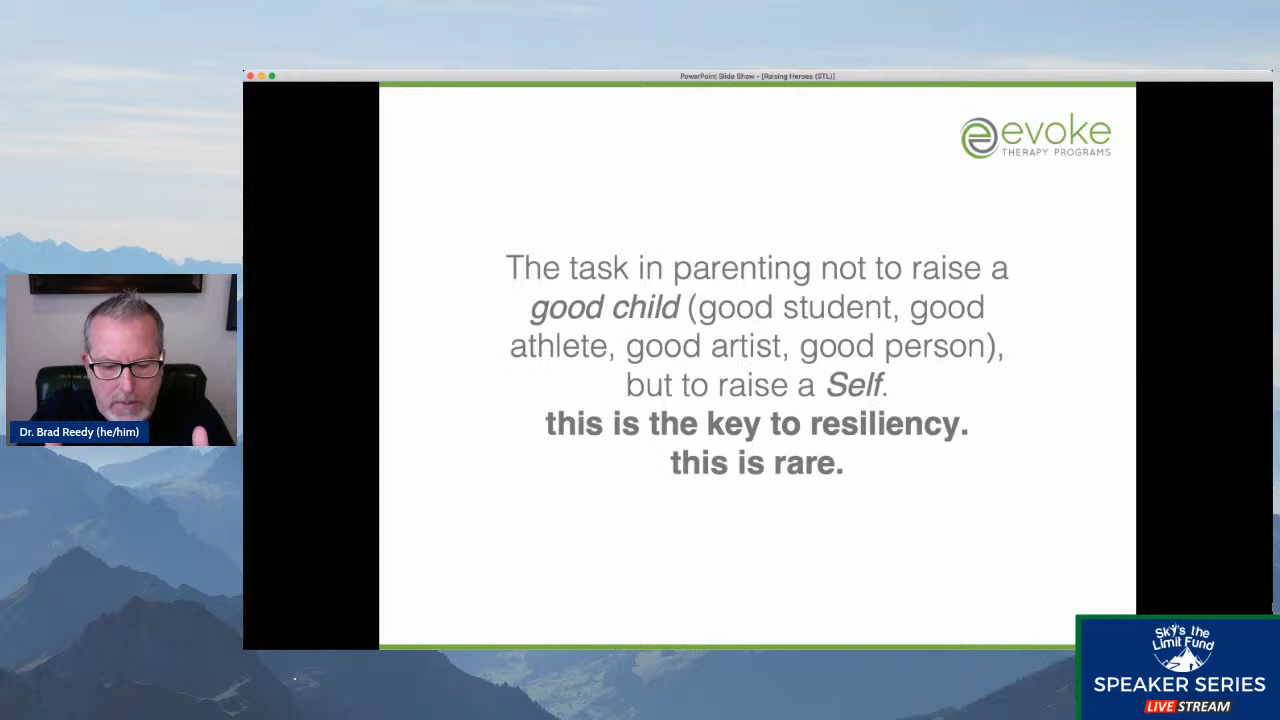 PowerPoint Slide Show - [Raising Heroes (STL)]
evoke
THERAPY PROGRAMS
The task in parenting not to raise a
good child (good student, good
athlete, good artist, good person),
but to raise a Self.
this is the key to resiliency.
this is rare.
Dr. Brad Reedy (he/him)
Sky's the
Limit Fund
SPEAKER SERIES
LIVE STREAM